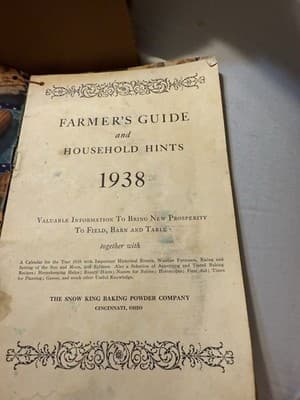 FARMER'S GUIDE
and
HOUSEHOLD HINTS
1938
VALUABLE INFORMATION TO BRING NEW PROSPERITY
TO FIELD, BARN AND TABLE
together with
A Calendar for the Year 1938 with Important Historical Events, Weather Forecasts, Rising and
Setting of the Sun and Moon, and Eclipses. Also a Selection of Appetizing and Tested Baking
Recipes; Housekeeping Helps; Beauty Hints; Names for Babies; Horoscopes; First Aid; Times
for Planting; Games, and much other Useful Knowledge.
THE SNOW KING BAKING POWDER COMPANY
CINCINNATI, OHIO